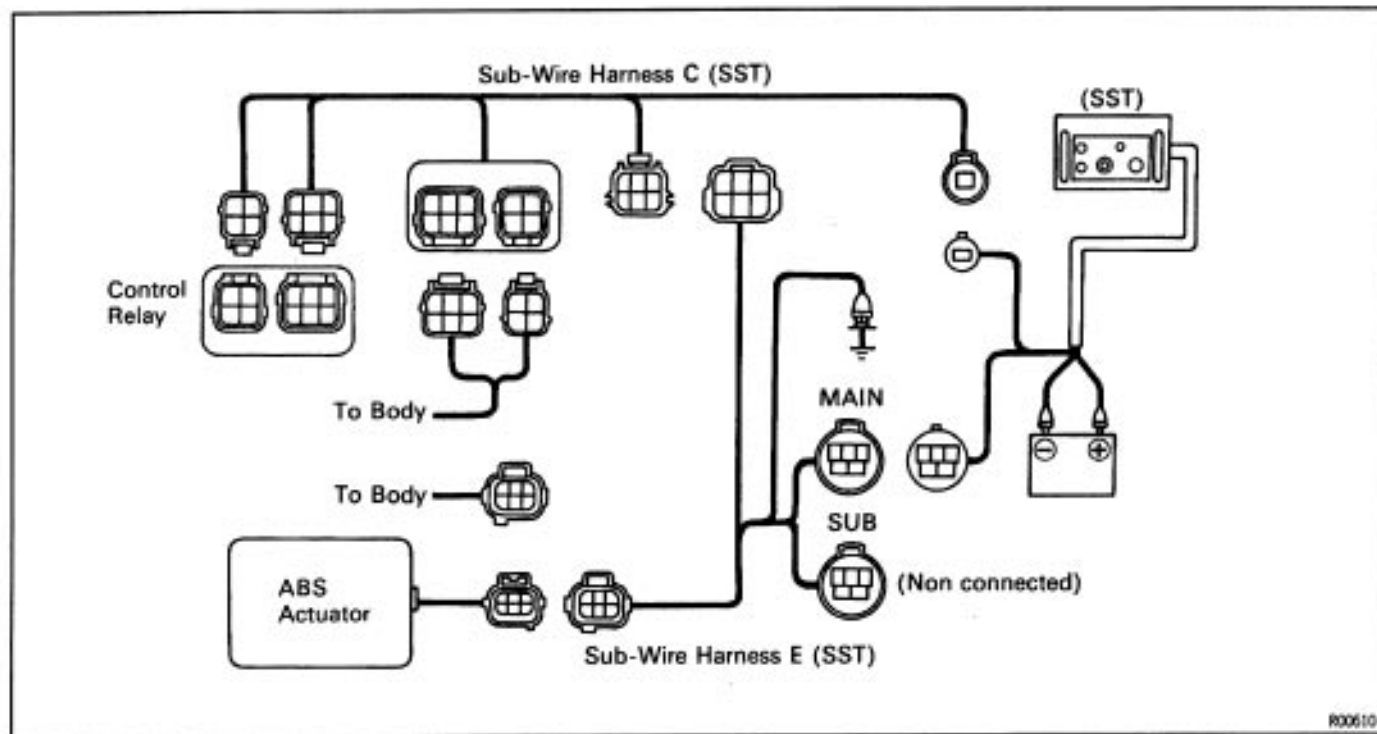 Sub-Wire Harness C (SST)
(SST)
Control
Relay
To Body
MAIN
To Body
SUB
(Non connected)
ABS
Actuator
Sub-Wire Harness E (SST)
R00610